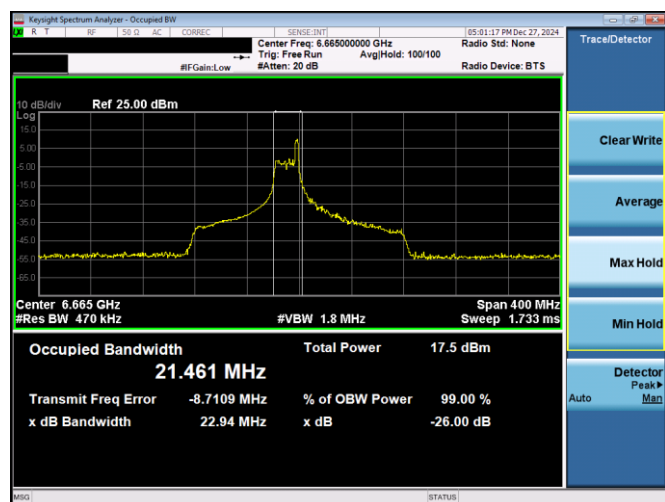 Keysight Spectrum Analyzer - Occupied BW
R T RF 50 Ω AC CORREC SENSE:INT 05:01:17 PM Dec 27, 2024
Center Freq: 6.665000000 GHz Radio Std: None
Trig: Free Run Avg|Hold: 100/100
#IFGain:Low #Atten: 20 dB Radio Device: BTS
Trace/Detector
10 dB/div Ref 25.00 dBm
Log
15.0
5.00
-5.00
-15.0
-25.0
-35.0
-45.0
-55.0
-65.0
Center 6.665 GHz Span 400 MHz
#Res BW 470 kHz #VBW 1.8 MHz Sweep 1.733 ms
Occupied Bandwidth Total Power 17.5 dBm
21.461 MHz
Transmit Freq Error -8.7109 MHz % of OBW Power 99.00 %
x dB Bandwidth 22.94 MHz x dB -26.00 dB
Clear Write
Average
Max Hold
Min Hold
Detector
Peak▶
Auto Man
MSG STATUS